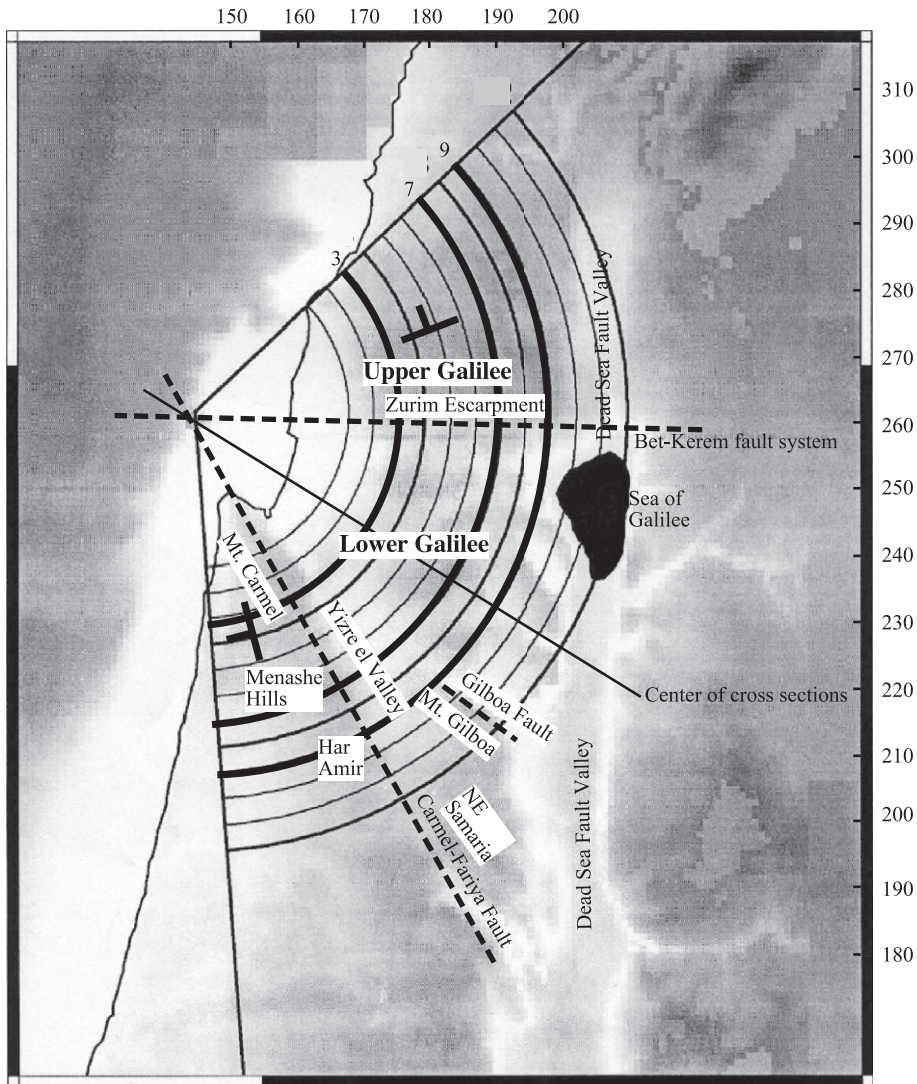 150 160 170 180 190 200
310
300
290
280
270
260
250
240
230
220
210
200
190
180
9
7
3
Dead Sea Fault Valley
Upper Galilee
Zurim Escarpment
Bet-Kerem fault system
Sea of
Galilee
Lower Galilee
Mt. Carmel
Yizre el Valley
Menashe
Hills
Gilboa Fault
Mt. Gilboa
Center of cross sections
Har
Amir
NE
Samaria
Carmel-Fariya Fault
Dead Sea Fault Valley